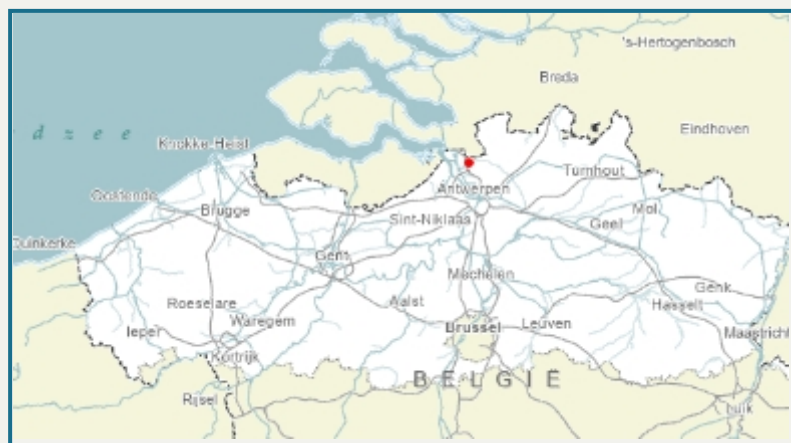 's-Hertogenbosch
Breda
Eindhoven
d z e e
Knokke-Heist
Turnhout
Antwerpen
Oostende
Mol
Brugge
Sint-Niklaas
Geel
Duinkerke
Gent
Mechelen
Genk
Roeselare
Aalst
Hasselt
Waregem
Brussel
Leuven
Ieper
Maastricht
Kortrijk
BELGIË
Rijsel
Luik